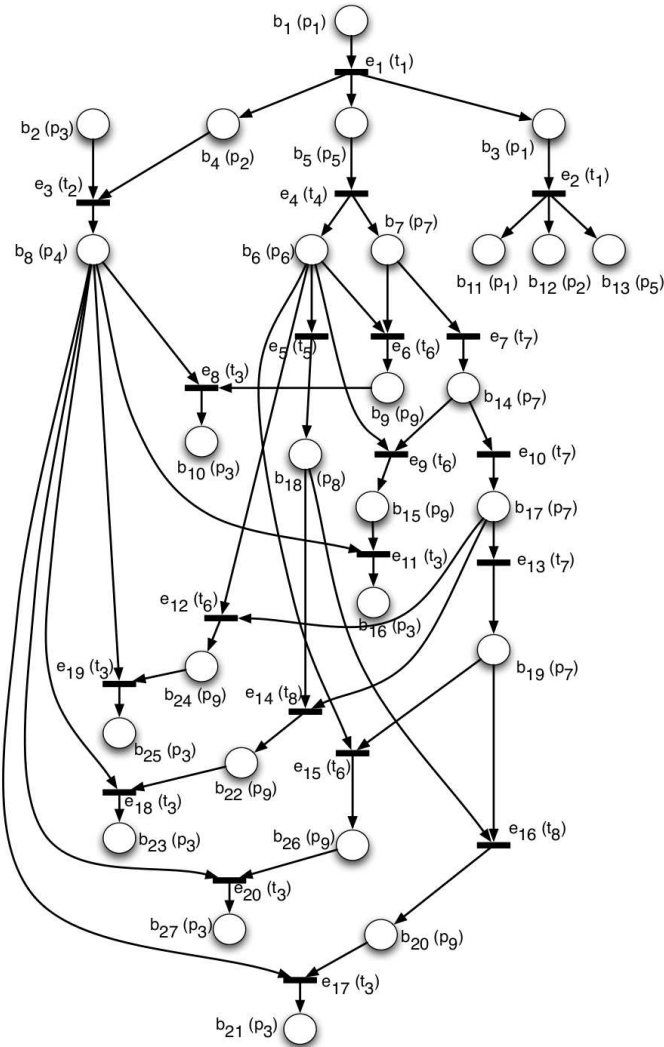 b1 (p1)
e1 (t1)
b2 (p3)
b4 (p2)
b5 (p5)
b3 (p1)
e3 (t2)
e4 (t4)
e2 (t1)
b8 (p4)
b6 (p6)
b7 (p7)
b11 (p1)
b12 (p2)
b13 (p5)
e5 (t5)
e6 (t6)
e7 (t7)
e8 (t3)
b9 (p9)
b14 (p7)
b10 (p3)
b18 (p8)
e9 (t6)
e10 (t7)
b15 (p9)
b17 (p7)
e11 (t3)
e13 (t7)
e12 (t6)
b16 (p3)
e19 (t3)
b24 (p9)
b19 (p7)
e14 (t8)
b25 (p3)
e15 (t6)
b22 (p9)
e18 (t3)
b23 (p3)
b26 (p9)
e16 (t8)
e20 (t3)
b27 (p3)
b20 (p9)
e17 (t3)
b21 (p3)